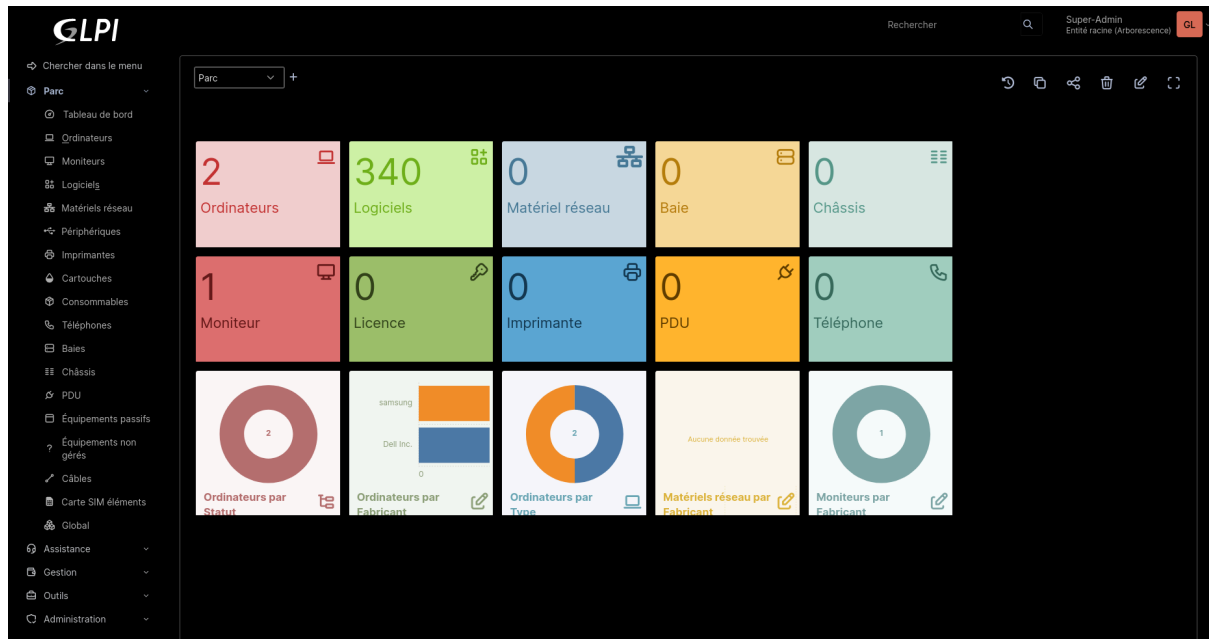 GLPI
Rechercher
Super-Admin
Entité racine (Arborescence)
GL
Chercher dans le menu
Parc
Tableau de bord
Ordinateurs
Moniteurs
Logiciels
Matériels réseau
Périphériques
Imprimantes
Cartouches
Consommables
Téléphones
Baies
Châssis
PDU
Équipements passifs
Équipements non
gérés
Câbles
Carte SIM éléments
Global
Assistance
Gestion
Outils
Administration
Parc
2
Ordinateurs
340
Logiciels
0
Matériel réseau
0
Baie
0
Châssis
1
Moniteur
0
Licence
0
Imprimante
0
PDU
0
Téléphone
2
Ordinateurs par
Statut
samsung
Dell Inc.
0
Ordinateurs par
Fabricant
2
Ordinateurs par
Type
Aucune donnée trouvée
Matériels réseau par
Fabricant
1
Moniteurs par
Fabricant